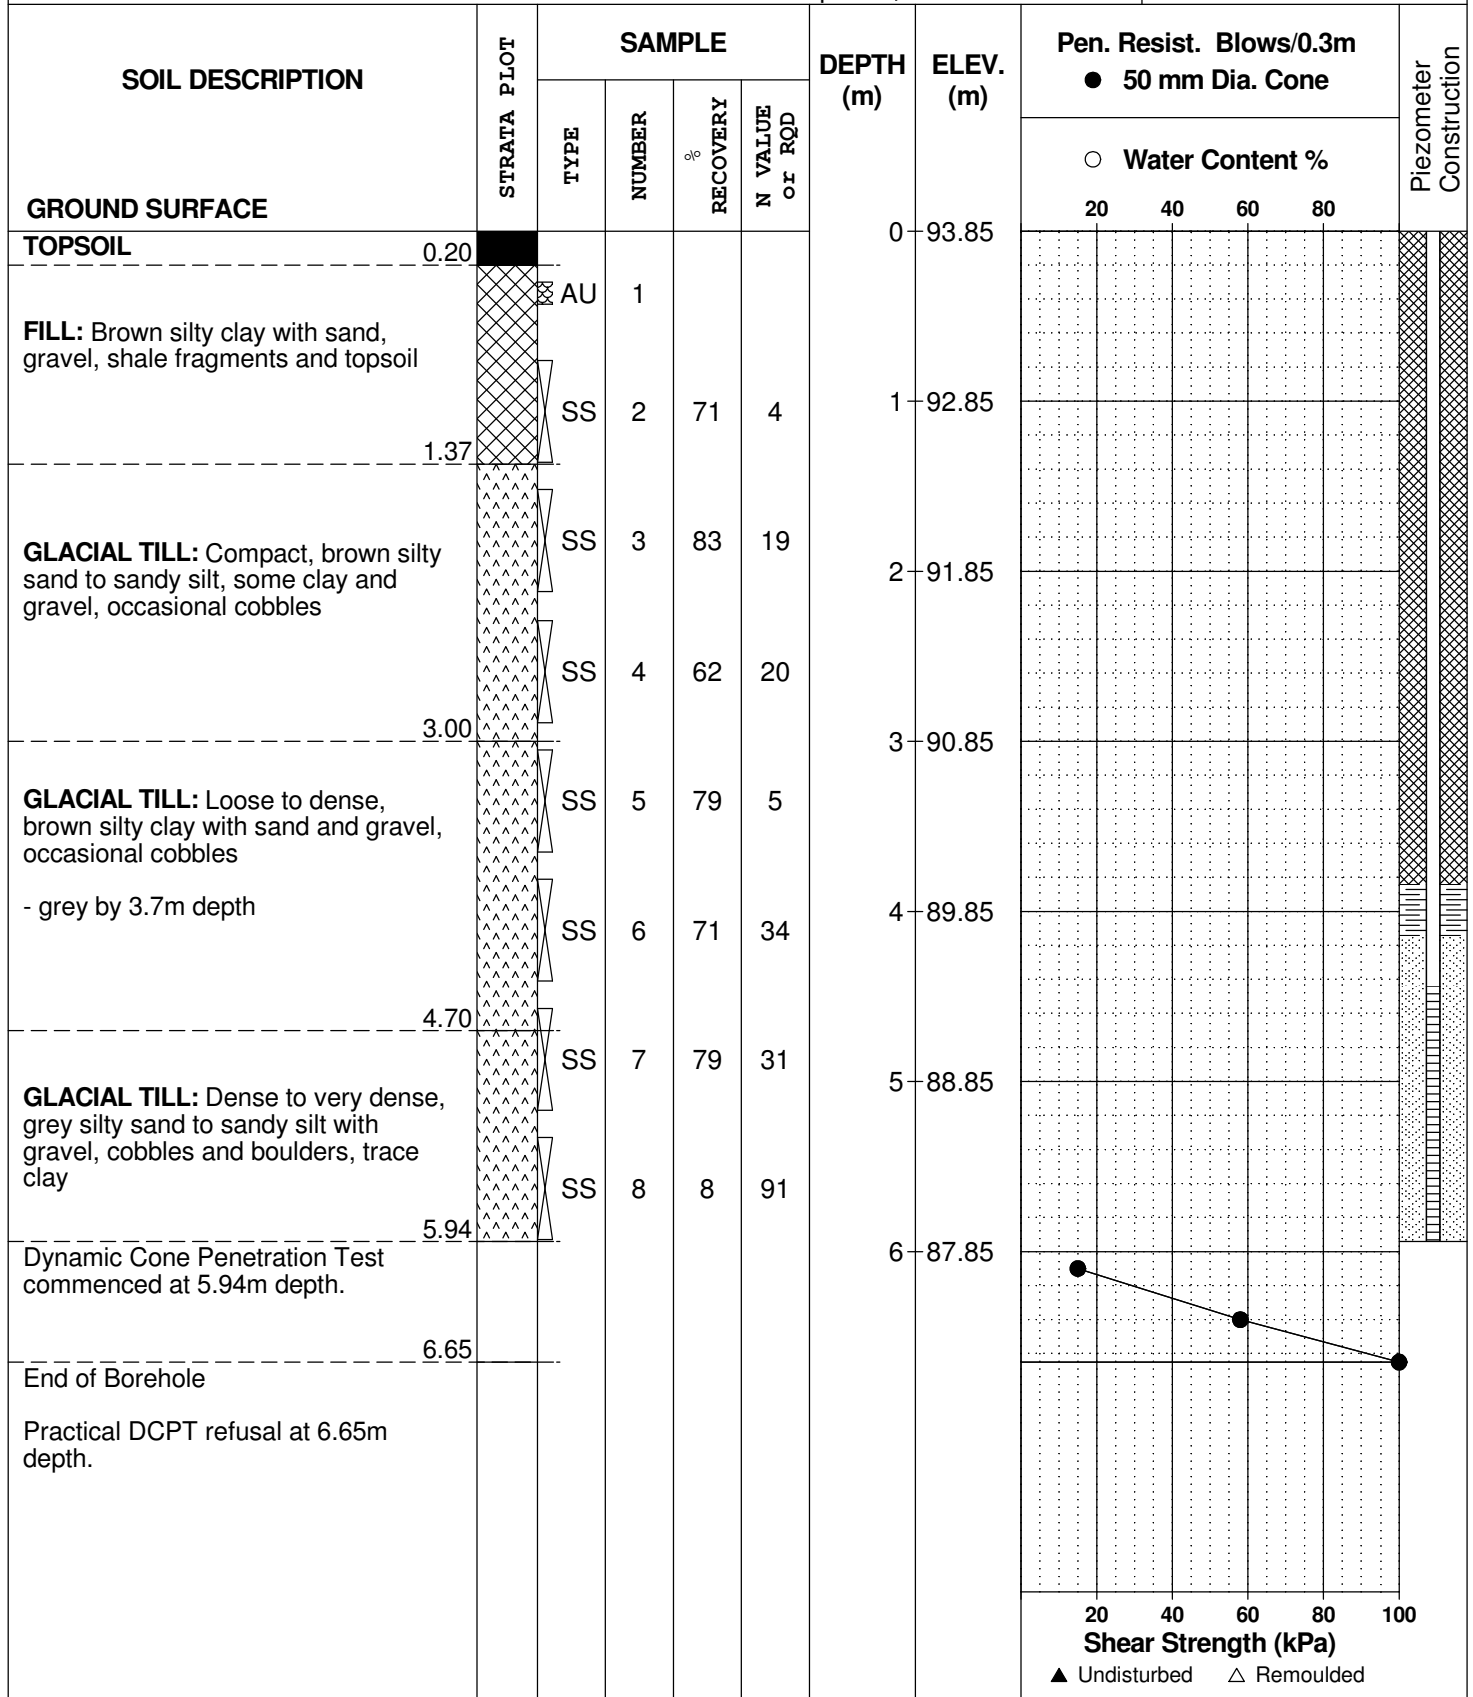 SOIL DESCRIPTION
GROUND SURFACE
STRATA PLOT
SAMPLE
TYPE
NUMBER
%
RECOVERY
N VALUE
or RQD
DEPTH
(m)
ELEV.
(m)
Pen. Resist. Blows/0.3m
● 50 mm Dia. Cone
○ Water Content %
20 40 60 80
Piezometer
Construction
TOPSOIL
0.20
FILL: Brown silty clay with sand,
gravel, shale fragments and topsoil
1.37
GLACIAL TILL: Compact, brown silty
sand to sandy silt, some clay and
gravel, occasional cobbles
3.00
GLACIAL TILL: Loose to dense,
brown silty clay with sand and gravel,
occasional cobbles
- grey by 3.7m depth
4.70
GLACIAL TILL: Dense to very dense,
grey silty sand to sandy silt with
gravel, cobbles and boulders, trace
clay
5.94
Dynamic Cone Penetration Test
commenced at 5.94m depth.
6.65
End of Borehole
Practical DCPT refusal at 6.65m
depth.
AU 1
SS 2 71 4
SS 3 83 19
SS 4 62 20
SS 5 79 5
SS 6 71 34
SS 7 79 31
SS 8 8 91
0 93.85
1 92.85
2 91.85
3 90.85
4 89.85
5 88.85
6 87.85
20 40 60 80 100
Shear Strength (kPa)
▲ Undisturbed △ Remoulded